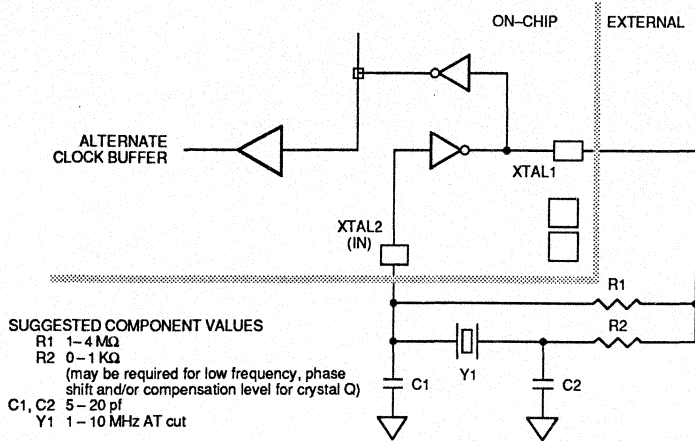 ON–CHIP
EXTERNAL
ALTERNATE
CLOCK BUFFER
XTAL1
XTAL2
(IN)
R1
R2
Y1
C1
C2
SUGGESTED COMPONENT VALUES
R1 1–4 MΩ
R2 0–1 KΩ
(may be required for low frequency, phase
shift and/or compensation level for crystal Q)
C1, C2 5–20 pf
Y1 1–10 MHz AT cut